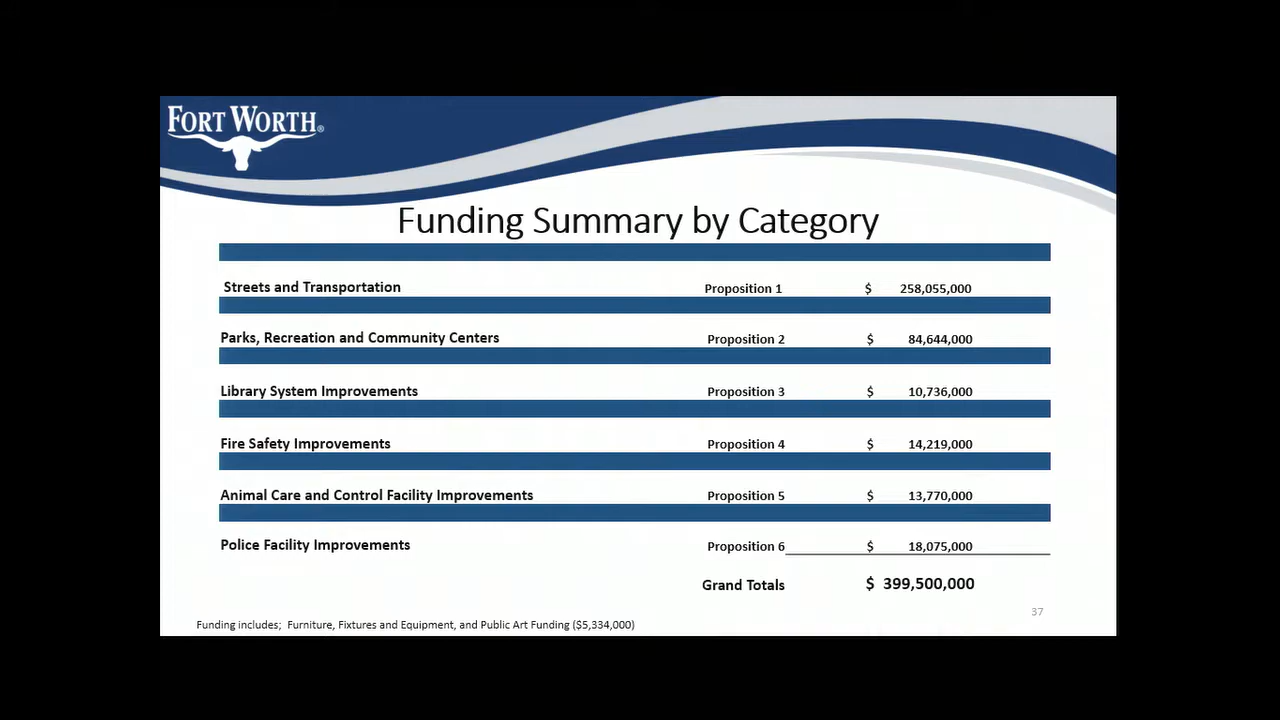 FORT WORTH®
Funding Summary by Category
Streets and Transportation Proposition 1 $ 258,055,000
Parks, Recreation and Community Centers Proposition 2 $ 84,644,000
Library System Improvements Proposition 3 $ 10,736,000
Fire Safety Improvements Proposition 4 $ 14,219,000
Animal Care and Control Facility Improvements Proposition 5 $ 13,770,000
Police Facility Improvements Proposition 6 $ 18,075,000
Grand Totals $ 399,500,000
37
Funding includes; Furniture, Fixtures and Equipment, and Public Art Funding ($5,334,000)